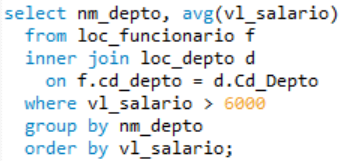 select nm_depto, avg(vl_salario)
from loc_funcionario f
inner join loc_depto d
on f.cd_depto = d.Cd_Depto
where vl_salario > 6000
group by nm_depto
order by vl_salario;